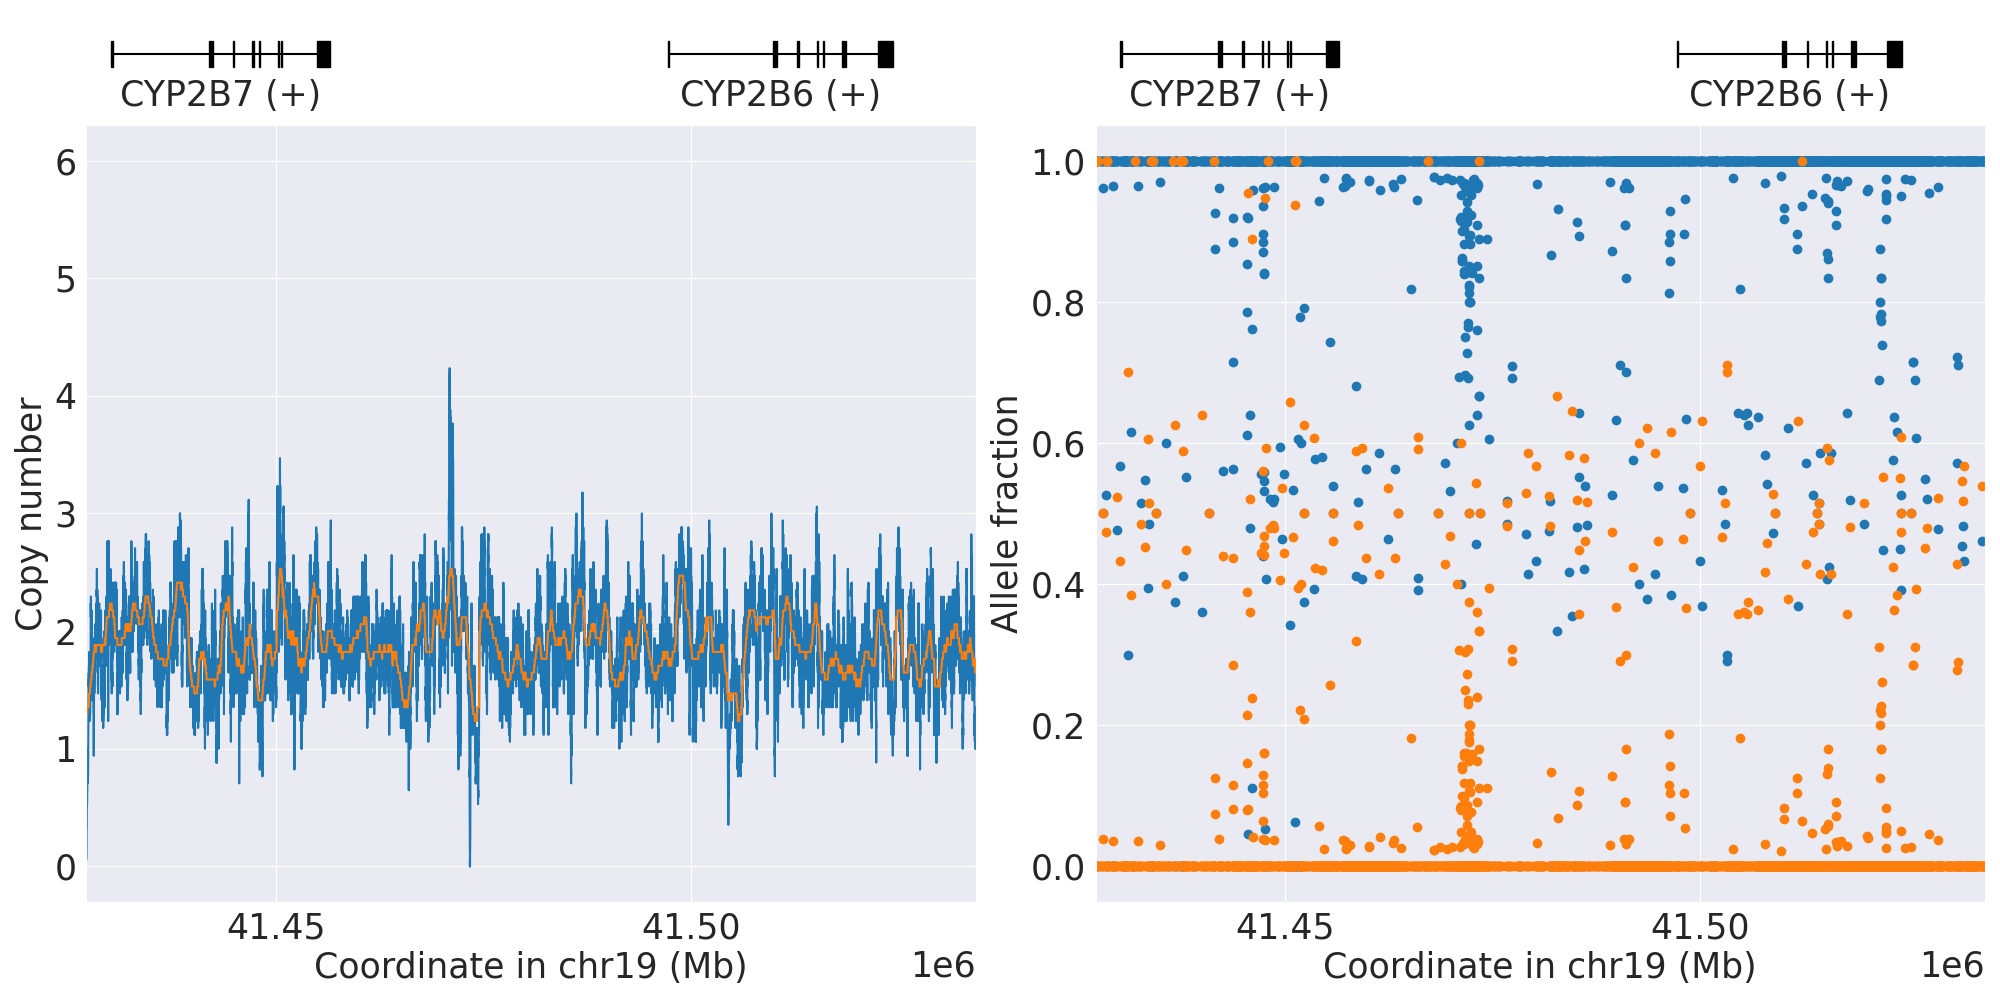 CYP2B7 (+)
CYP2B6 (+)
6
5
4
3
2
1
0
Copy number
41.45
41.50
Coordinate in chr19 (Mb)
1e6
CYP2B7 (+)
CYP2B6 (+)
1.0
0.8
0.6
0.4
0.2
0.0
Allele fraction
41.45
41.50
Coordinate in chr19 (Mb)
1e6